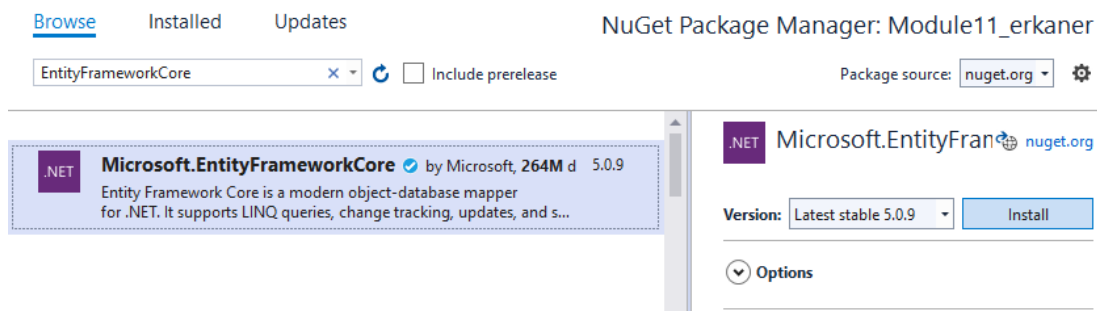 Browse Installed Updates NuGet Package Manager: Module11_erkaner
EntityFrameworkCore Include prerelease Package source: nuget.org
.NET Microsoft.EntityFrameworkCore by Microsoft, 264M d 5.0.9
Entity Framework Core is a modern object-database mapper
for .NET. It supports LINQ queries, change tracking, updates, and s...
.NET Microsoft.EntityFran nuget.org
Version: Latest stable 5.0.9 Install
Options